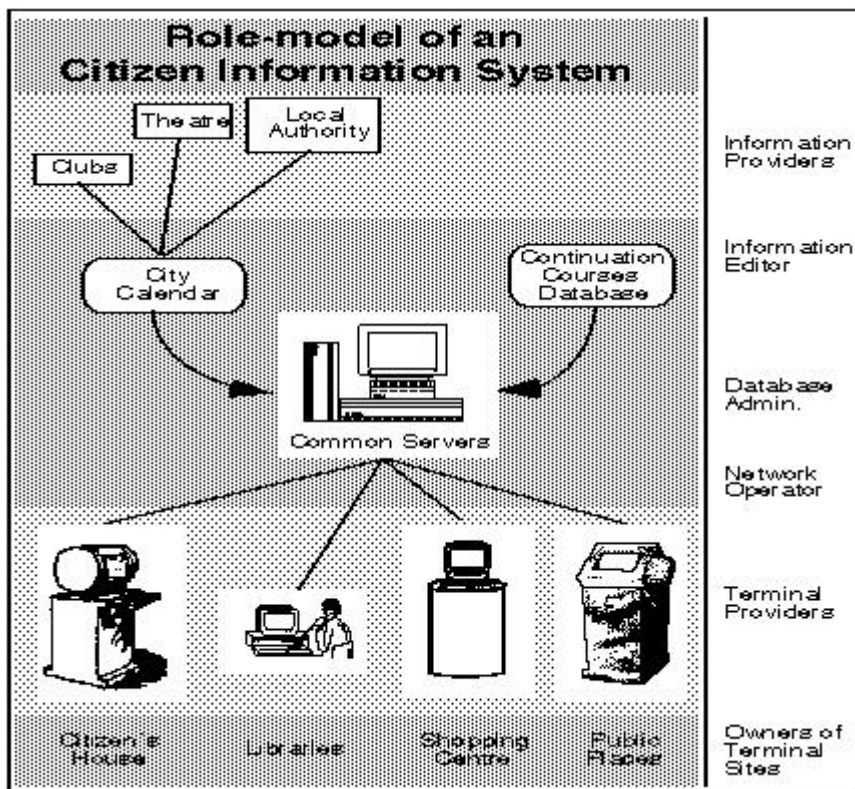 Role-model of an
Citizen Information System
Local
Authority
Theatre
Clubs
City
Calendar
Continuation
Courses
Database
Common Servers
Citizen's
House
Libraries
Shopping
Centre
Public
Places
Information
Providers
Information
Editor
Database
Admin.
Network
Operator
Terminal
Providers
Owners of
Terminal
Sites